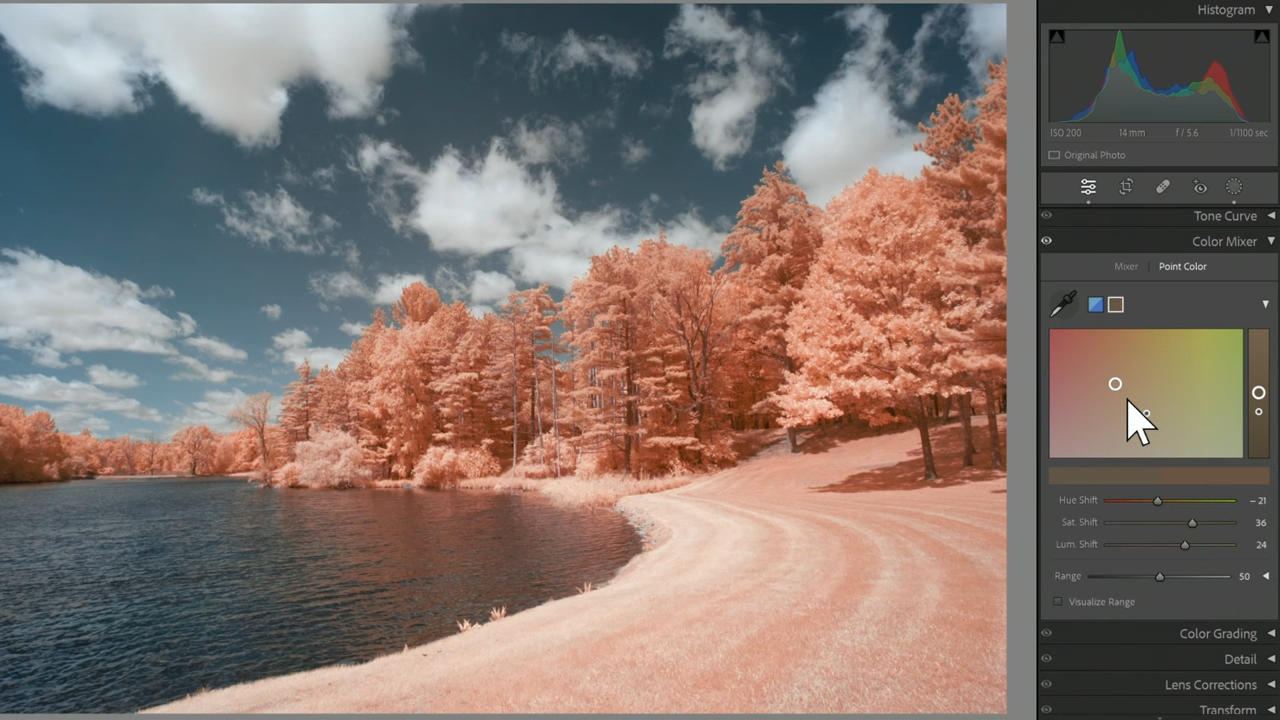 Histogram
ISO 200 14 mm f / 5.6 1/1100 sec
Original Photo
Tone Curve
Color Mixer
Mixer Point Color
Hue Shift - 21
Sat. Shift 36
Lum. Shift 24
Range 50
Visualize Range
Color Grading
Detail
Lens Corrections
Transform